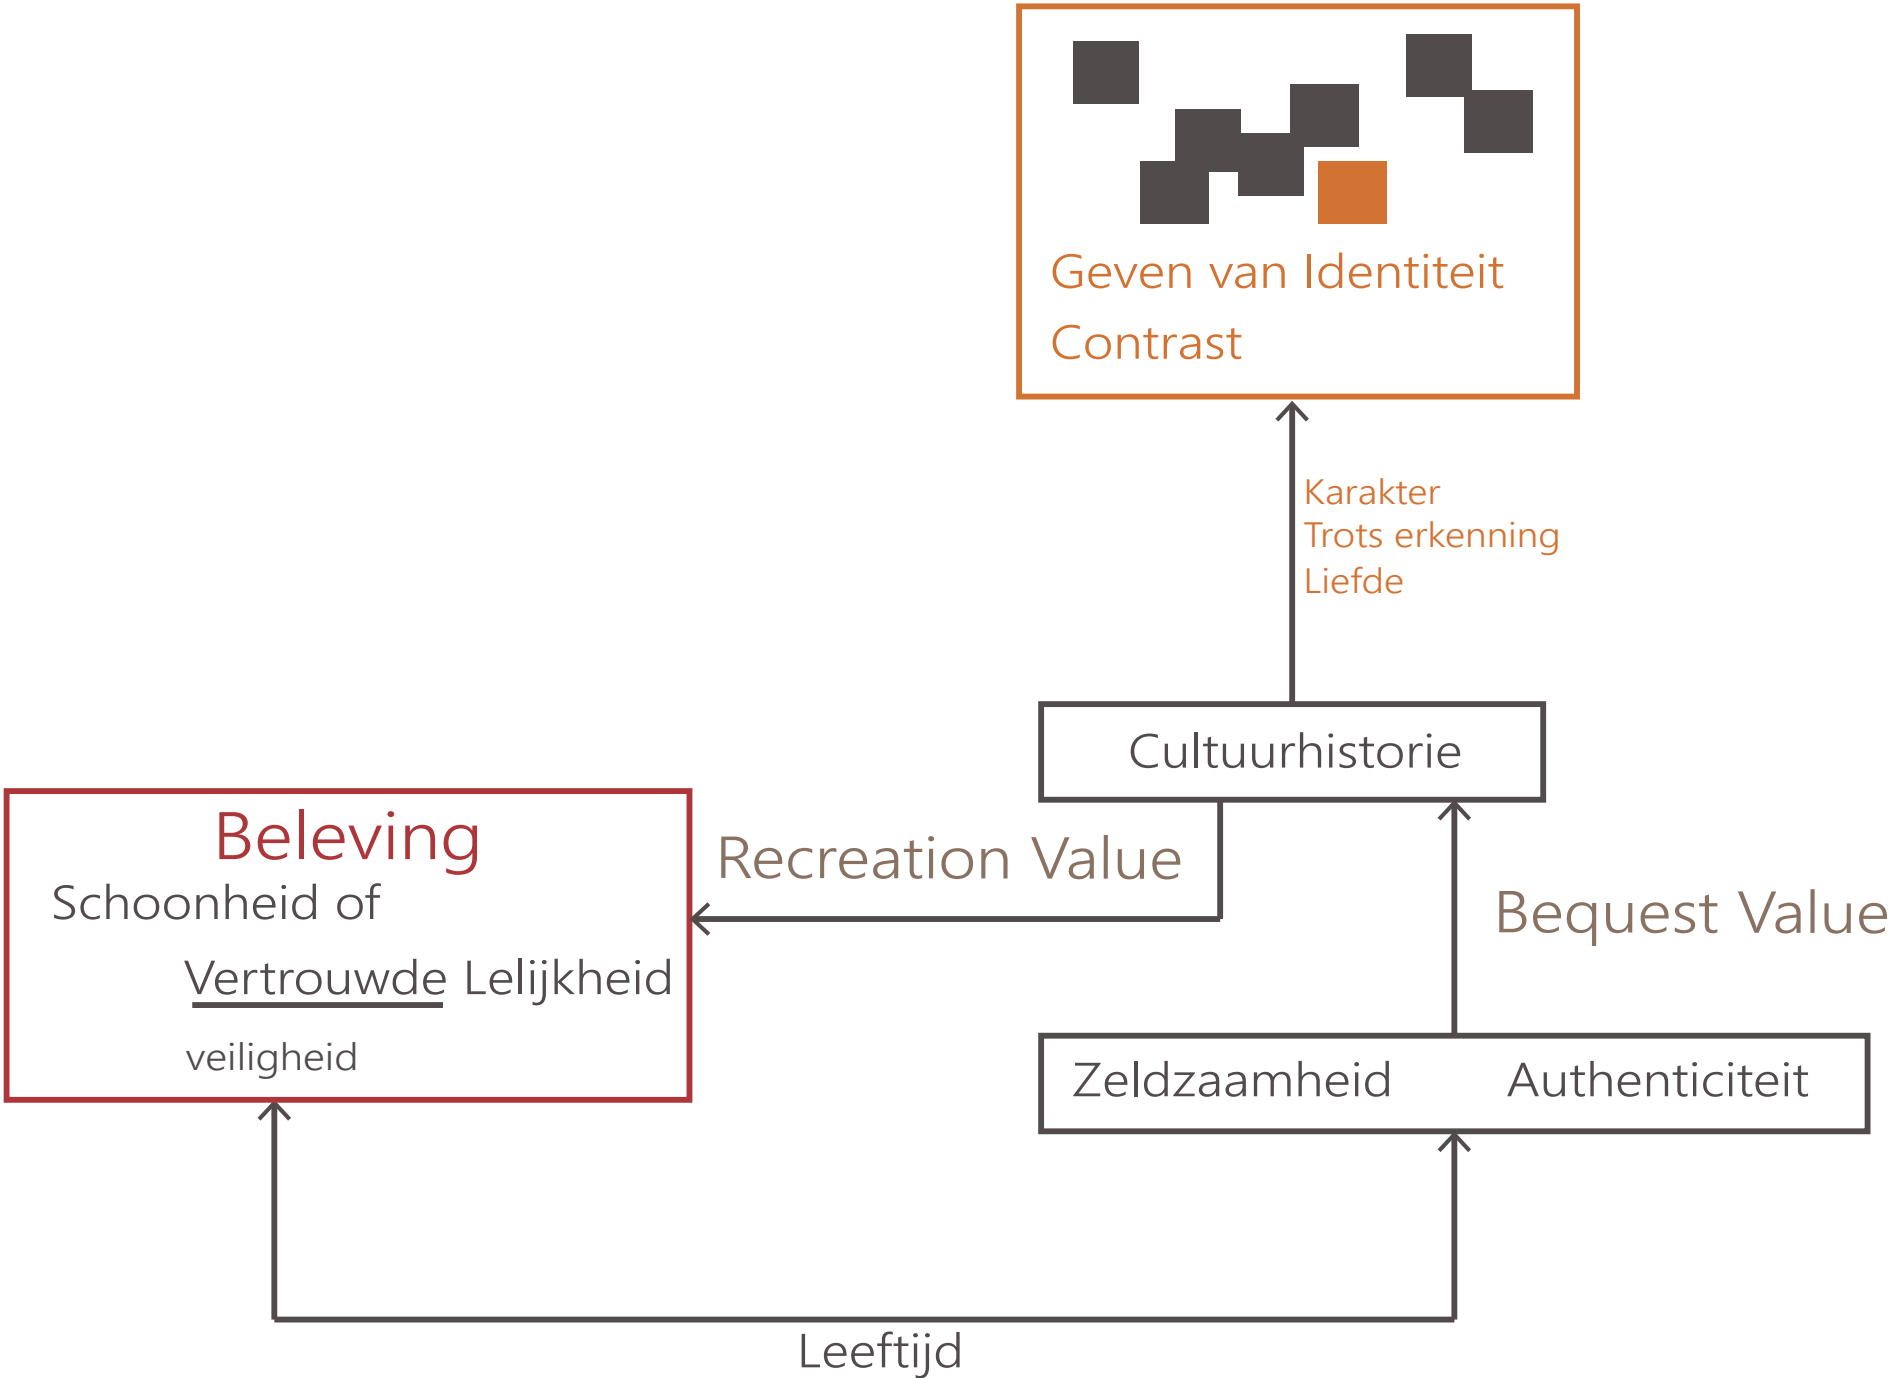 Geven van Identiteit
Contrast
Karakter
Trots erkenning
Liefde
Cultuurhistorie
Beleving
Schoonheid of
Vertrouwde Lelijkheid
veiligheid
Recreation Value
Bequest Value
Zeldzaamheid Authenticiteit
Leeftijd